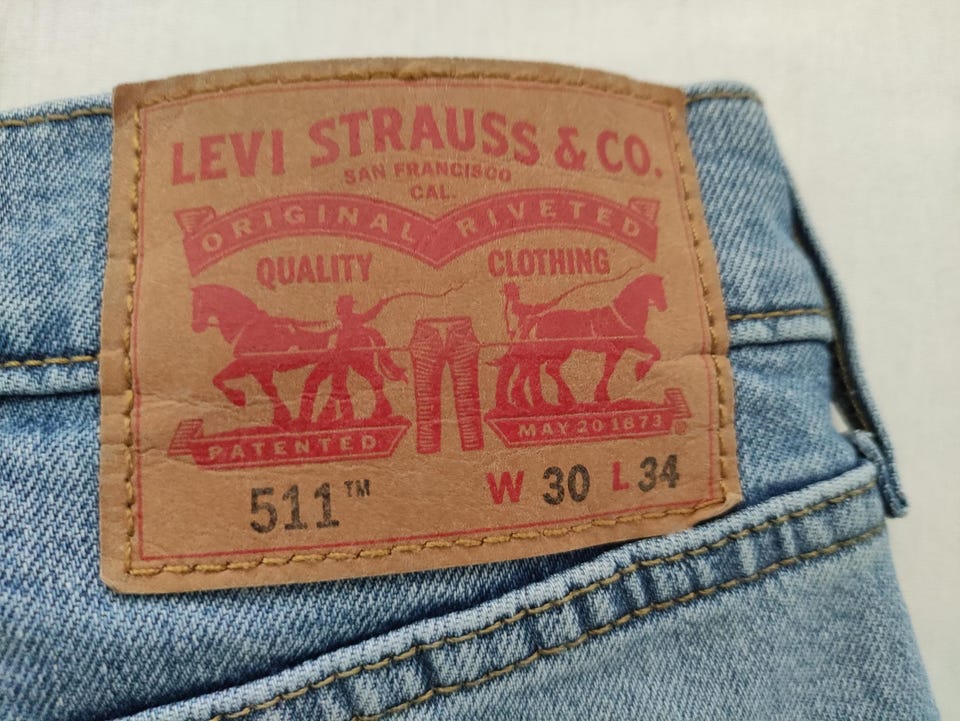 LEVI STRAUSS & CO.
SAN FRANCISCO
CAL.
ORIGINAL RIVETED
QUALITY CLOTHING
PATENTED MAY 20 1873 ®
511™ W 30 L 34